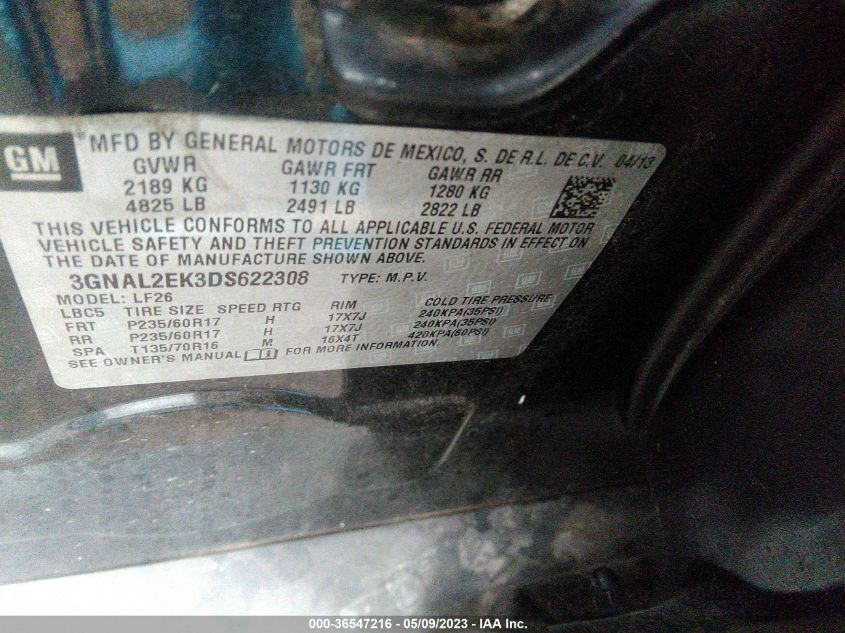 GM
MFD BY GENERAL MOTORS DE MEXICO, S. DE R.L. DE C.V. 04/13
GVWR GAWR FRT GAWR RR
2189 KG 1130 KG 1280 KG
4825 LB 2491 LB 2822 LB
THIS VEHICLE CONFORMS TO ALL APPLICABLE U.S. FEDERAL MOTOR
VEHICLE SAFETY AND THEFT PREVENTION STANDARDS IN EFFECT ON
THE DATE OF MANUFACTURE SHOWN ABOVE.
3GNAL2EK3DS622308 TYPE: M.P.V.
MODEL: LF26
LBC5 TIRE SIZE SPEED RTG RIM COLD TIRE PRESSURE
FRT P235/60R17 H 17X7J 240KPA(35PSI)
RR P235/60R17 H 17X7J 240KPA(35PSI)
SPA T135/70R16 M 16X4T 420KPA(60PSI)
SEE OWNER'S MANUAL FOR MORE INFORMATION.
000-36547216 - 05/09/2023 - IAA Inc.